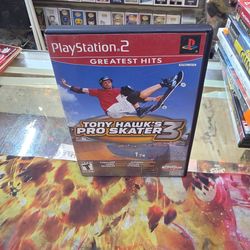 PlayStation 2
GREATEST HITS
TONY HAWK'S
PRO SKATER 3